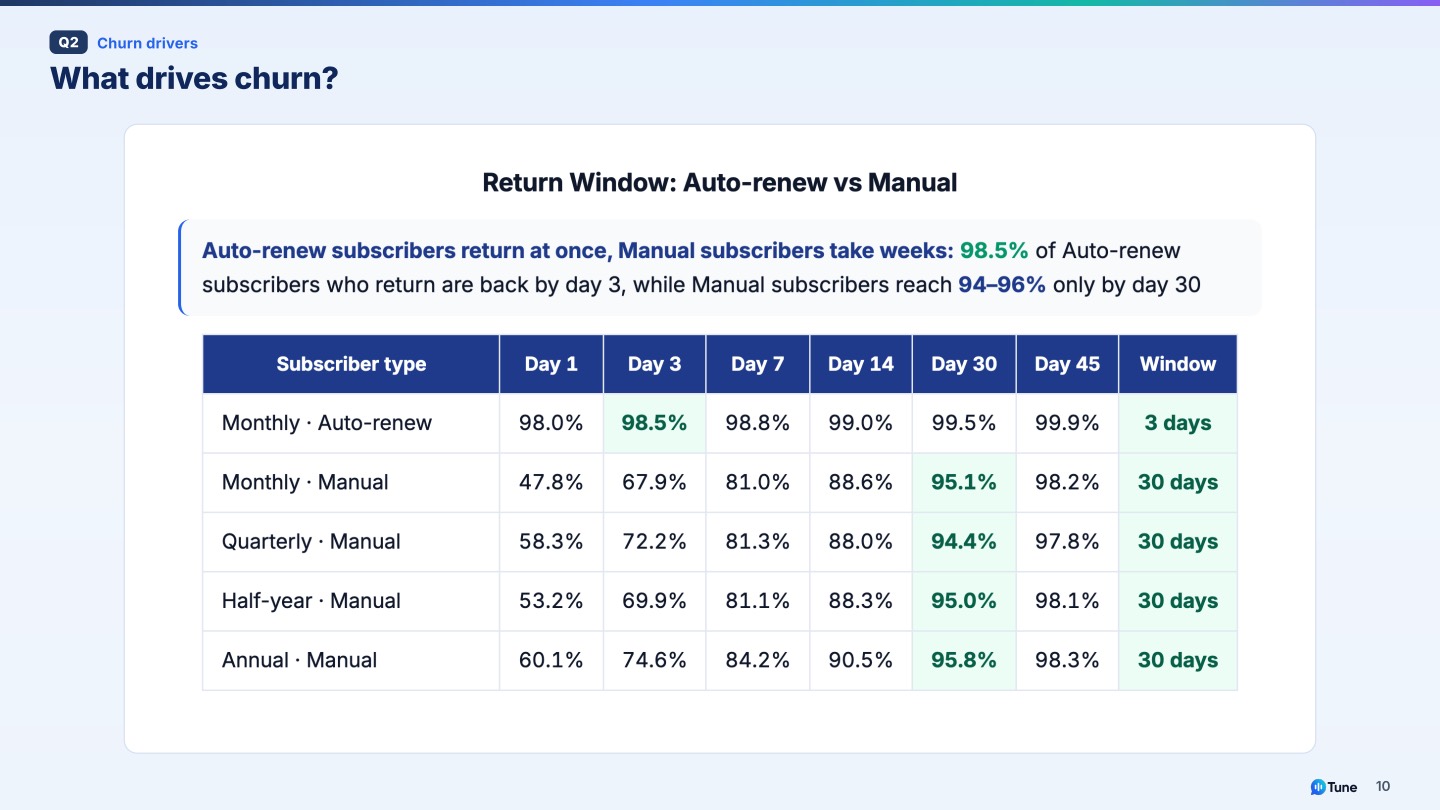 Q2 Churn drivers
What drives churn?
Return Window: Auto-renew vs Manual
Auto-renew subscribers return at once, Manual subscribers take weeks: 98.5% of Auto-renew
subscribers who return are back by day 3, while Manual subscribers reach 94–96% only by day 30
Subscriber type Day 1 Day 3 Day 7 Day 14 Day 30 Day 45 Window
Monthly · Auto-renew 98.0% 98.5% 98.8% 99.0% 99.5% 99.9% 3 days
Monthly · Manual 47.8% 67.9% 81.0% 88.6% 95.1% 98.2% 30 days
Quarterly · Manual 58.3% 72.2% 81.3% 88.0% 94.4% 97.8% 30 days
Half-year · Manual 53.2% 69.9% 81.1% 88.3% 95.0% 98.1% 30 days
Annual · Manual 60.1% 74.6% 84.2% 90.5% 95.8% 98.3% 30 days
Tune 10